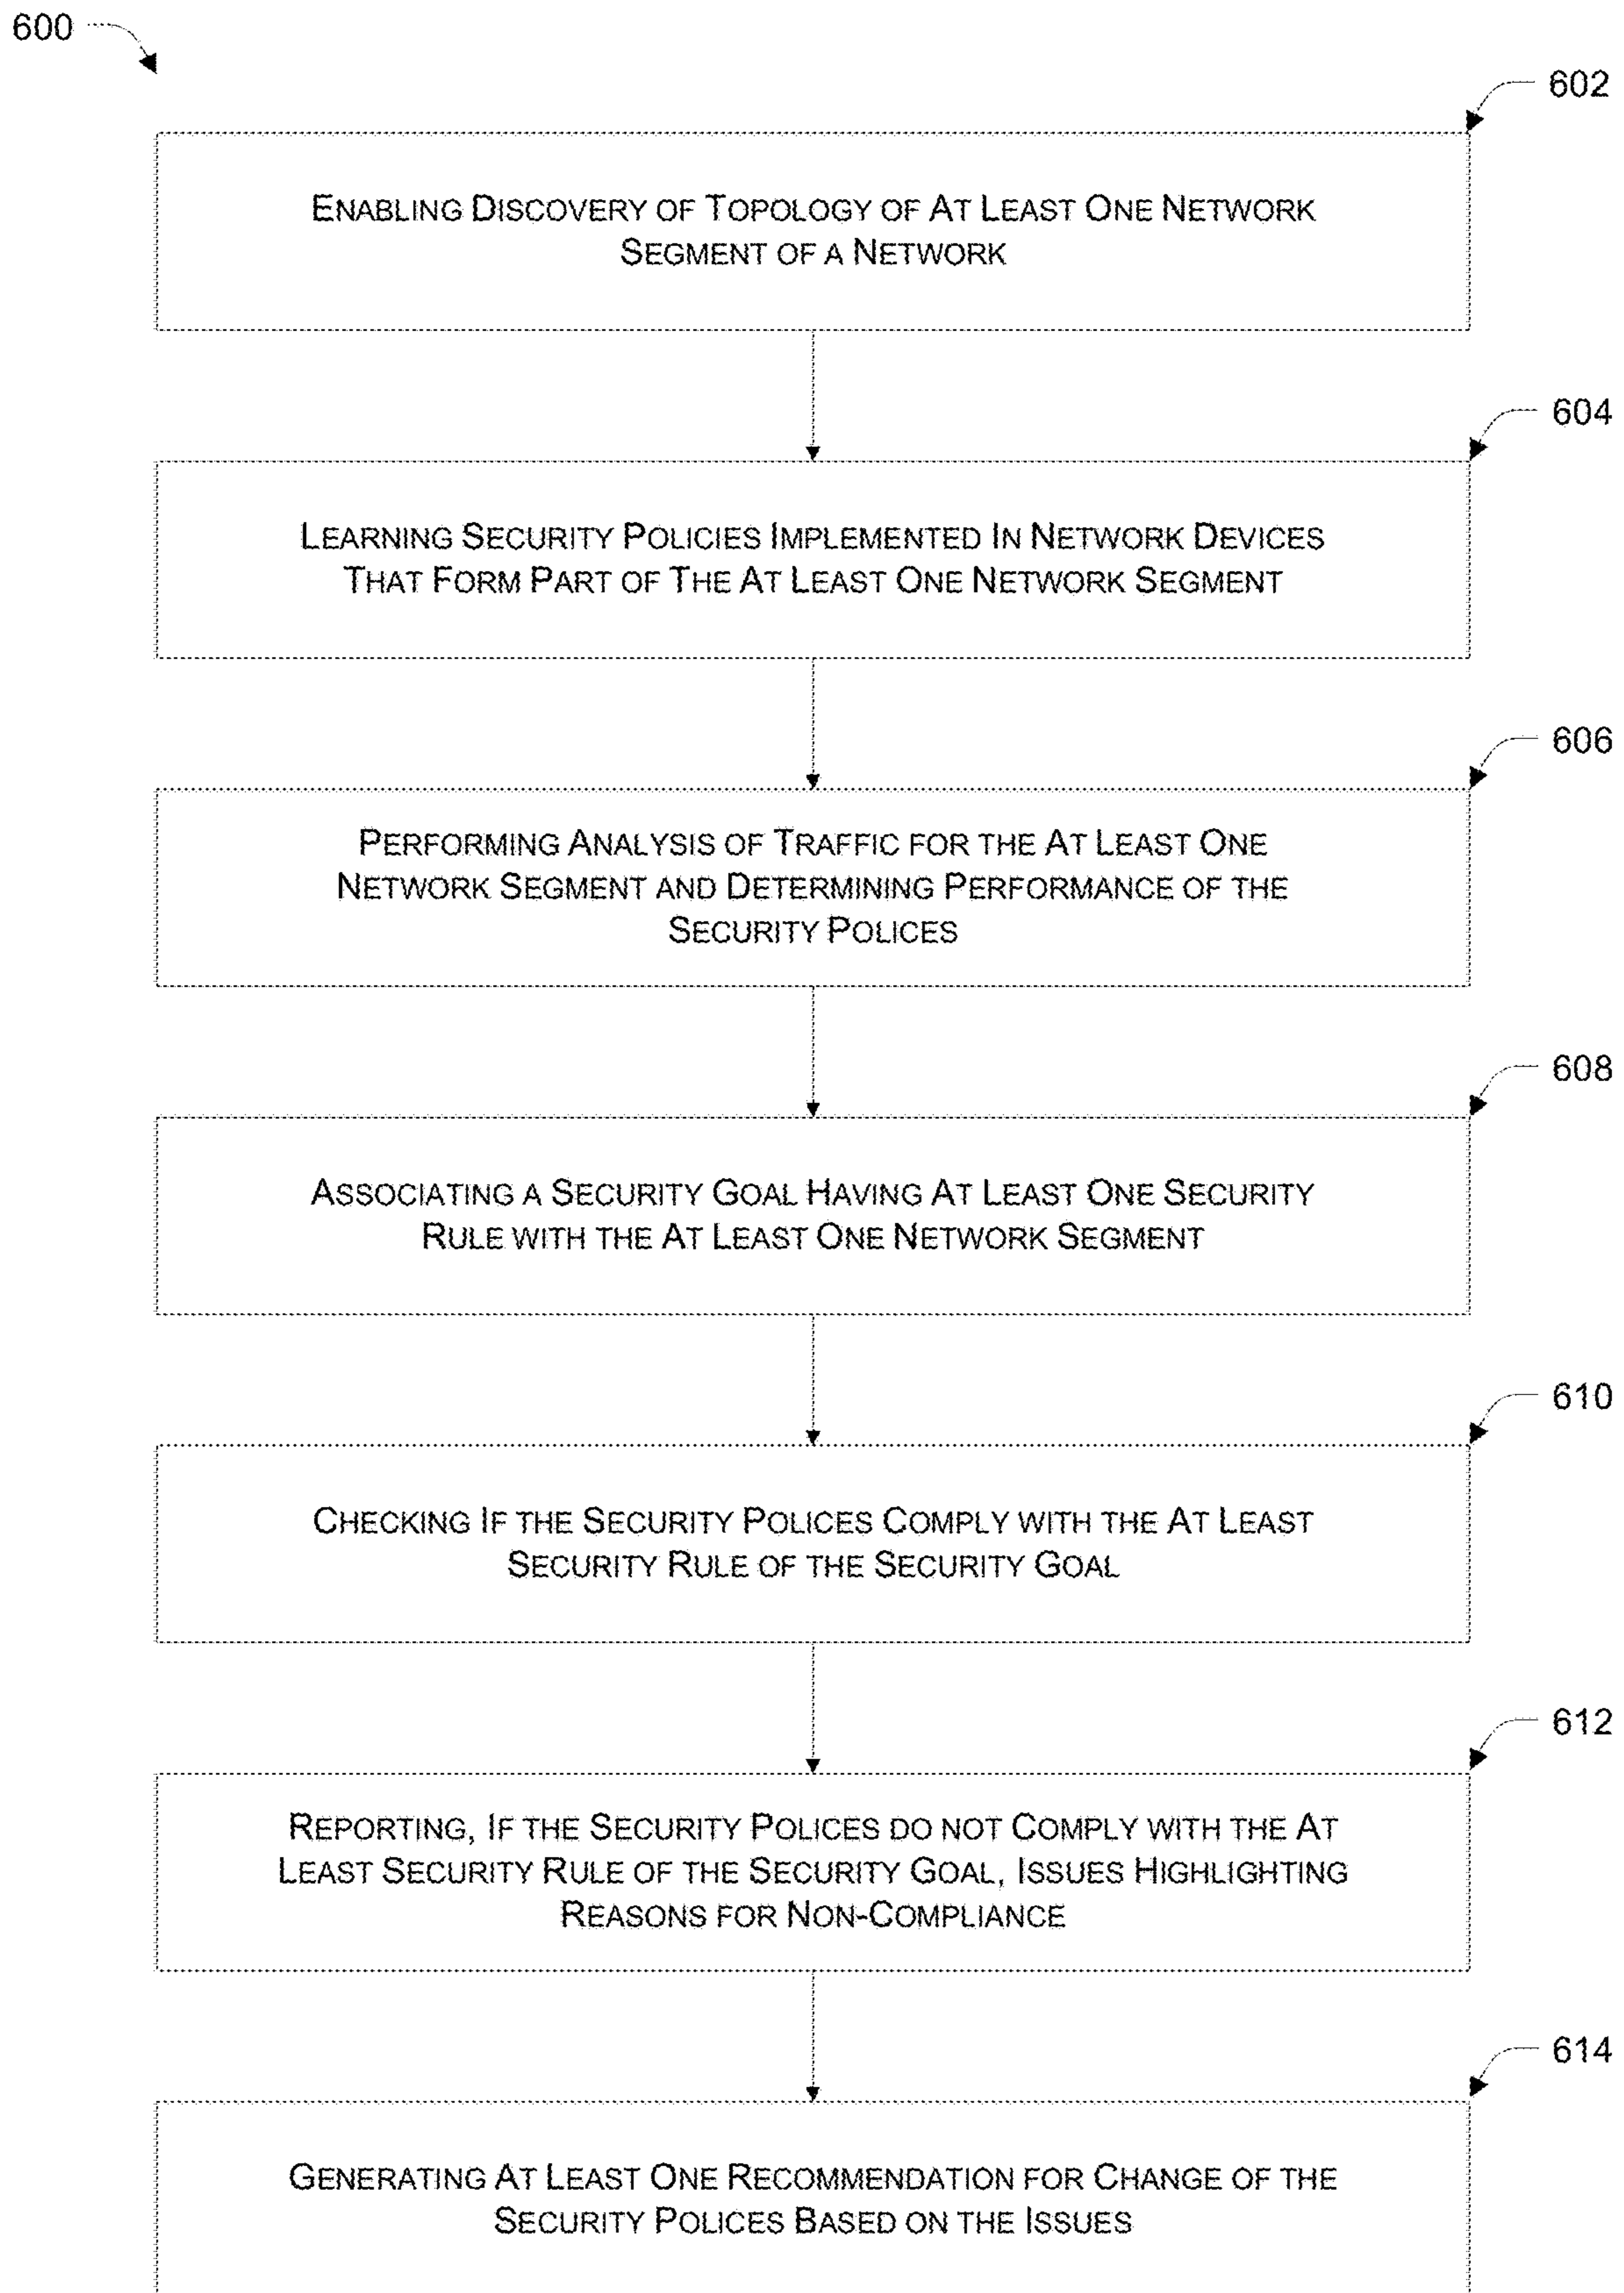 600
602
ENABLING DISCOVERY OF TOPOLOGY OF AT LEAST ONE NETWORK
SEGMENT OF A NETWORK
604
LEARNING SECURITY POLICIES IMPLEMENTED IN NETWORK DEVICES
THAT FORM PART OF THE AT LEAST ONE NETWORK SEGMENT
606
PERFORMING ANALYSIS OF TRAFFIC FOR THE AT LEAST ONE
NETWORK SEGMENT AND DETERMINING PERFORMANCE OF THE
SECURITY POLICES
608
ASSOCIATING A SECURITY GOAL HAVING AT LEAST ONE SECURITY
RULE WITH THE AT LEAST ONE NETWORK SEGMENT
610
CHECKING IF THE SECURITY POLICES COMPLY WITH THE AT LEAST
SECURITY RULE OF THE SECURITY GOAL
612
REPORTING, IF THE SECURITY POLICES DO NOT COMPLY WITH THE AT
LEAST SECURITY RULE OF THE SECURITY GOAL, ISSUES HIGHLIGHTING
REASONS FOR NON-COMPLIANCE
614
GENERATING AT LEAST ONE RECOMMENDATION FOR CHANGE OF THE
SECURITY POLICES BASED ON THE ISSUES